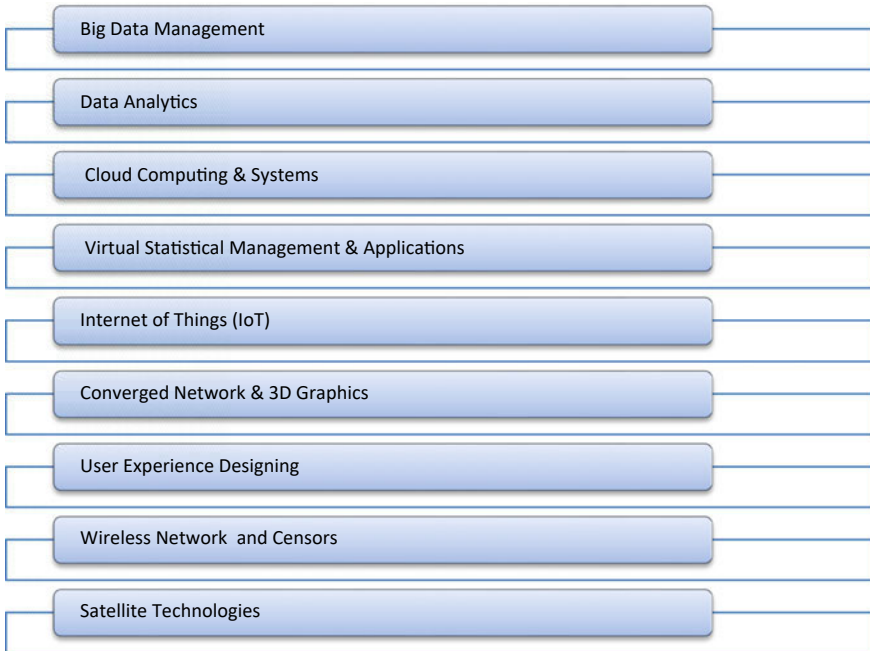 Big Data Management
Data Analytics
Cloud Computing & Systems
Virtual Statistical Management & Applications
Internet of Things (IoT)
Converged Network & 3D Graphics
User Experience Designing
Wireless Network  and Censors
Satellite Technologies